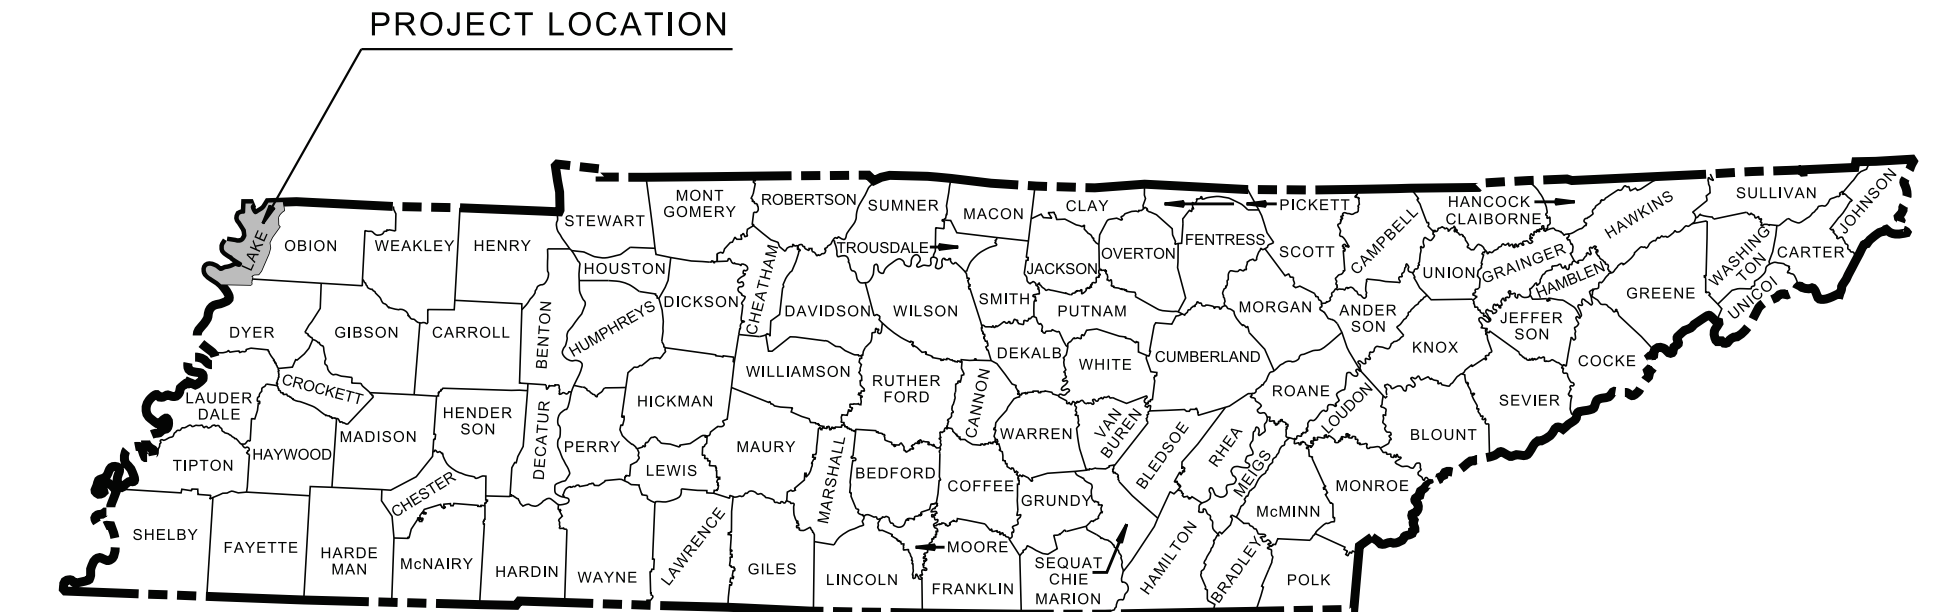 PROJECT LOCATION
LAKE
OBION
WEAKLEY
HENRY
STEWART
MONT
GOMERY
ROBERTSON
SUMNER
MACON
CLAY
PICKETT
HANCOCK
CLAIBORNE
HAWKINS
SULLIVAN
JOHNSON
TROUSDALE
HOUSTON
DICKSON
CHEATHAM
DAVIDSON
WILSON
SMITH
JACKSON
OVERTON
FENTRESS
SCOTT
CAMPBELL
UNION
GRAINGER
HAMBLEN
GREENE
WASHING
TON
CARTER
UNICOI
DYER
GIBSON
CARROLL
BENTON
HUMPHREYS
PUTNAM
MORGAN
ANDER
SON
KNOX
JEFFER
SON
COCKE
CROCKETT
WILLIAMSON
RUTHER
FORD
CANNON
DEKALB
WHITE
CUMBERLAND
ROANE
LOUDON
SEVIER
LAUDER
DALE
MADISON
HENDER
SON
DECATUR
PERRY
HICKMAN
MAURY
MARSHALL
BEDFORD
WARREN
VAN
BUREN
BLEDSOE
RHEA
MEIGS
BLOUNT
TIPTON
HAYWOOD
CHESTER
LEWIS
COFFEE
GRUNDY
McMINN
MONROE
SHELBY
FAYETTE
HARDE
MAN
McNAIRY
HARDIN
WAYNE
LAWRENCE
GILES
LINCOLN
MOORE
FRANKLIN
SEQUAT
CHIE
MARION
HAMILTON
BRADLEY
POLK